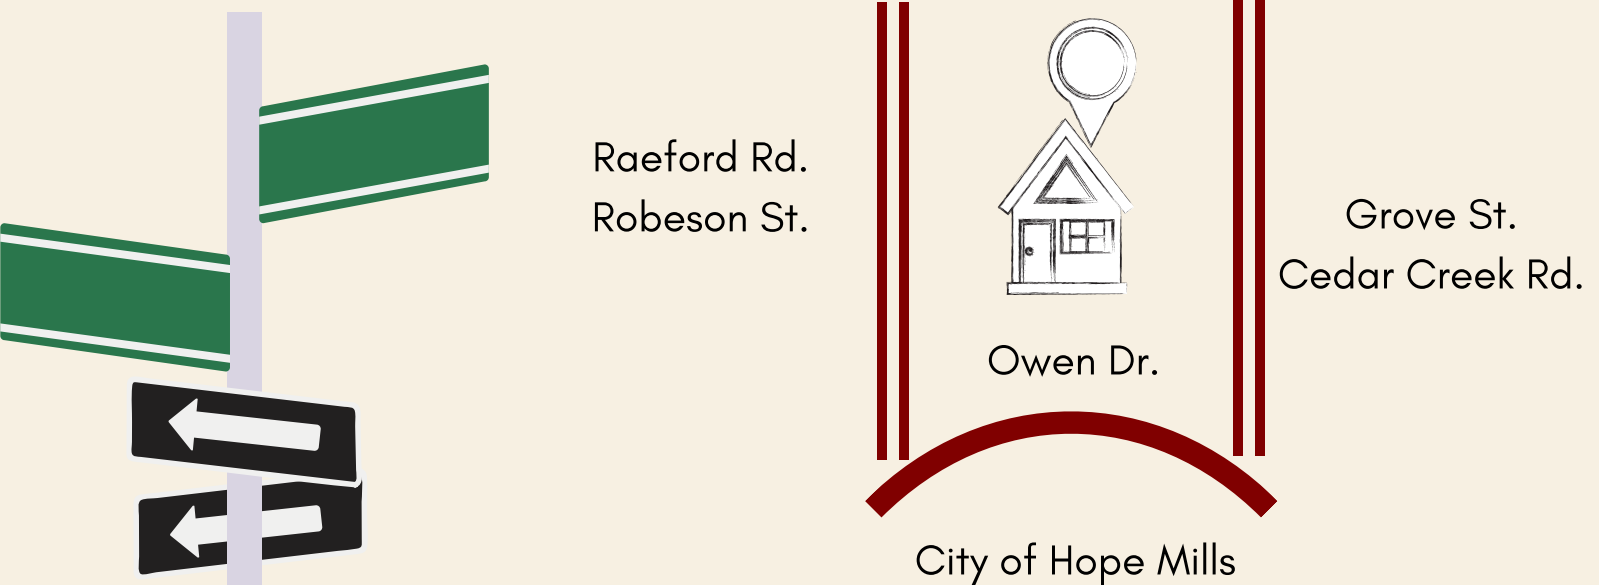 Raeford Rd.
Robeson St.
Grove St.
Cedar Creek Rd.
Owen Dr.
City of Hope Mills